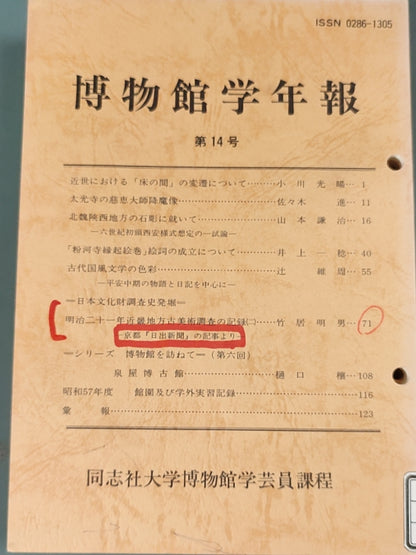 ISSN 0286-1305
博物館学年報
第14号
近世における「床の間」の変遷について………小川光暘…1
太光寺の慈恵大師降魔像………佐々木進…11
北魏陝西地方の石彫に就いて………山本謙治…16
―六世紀初頭西安様式想定の一試論―
「粉河寺縁起絵巻」絵詞の成立について………井上一稔…40
古代国風文学の色彩………辻維周…55
―平安中期の物語と日記を中心に―
＝日本文化財調査史発掘＝
明治二十一年近畿地方古美術調査の記録㈡………竹居明男…71
―京都「日出新聞」の記事より―
＝シリーズ 博物館を訪ねて＝(第六回)
泉屋博古館………樋口穣…108
昭和57年度 館園及び学外実習記録………116
彙報………123
同志社大学博物館学芸員課程